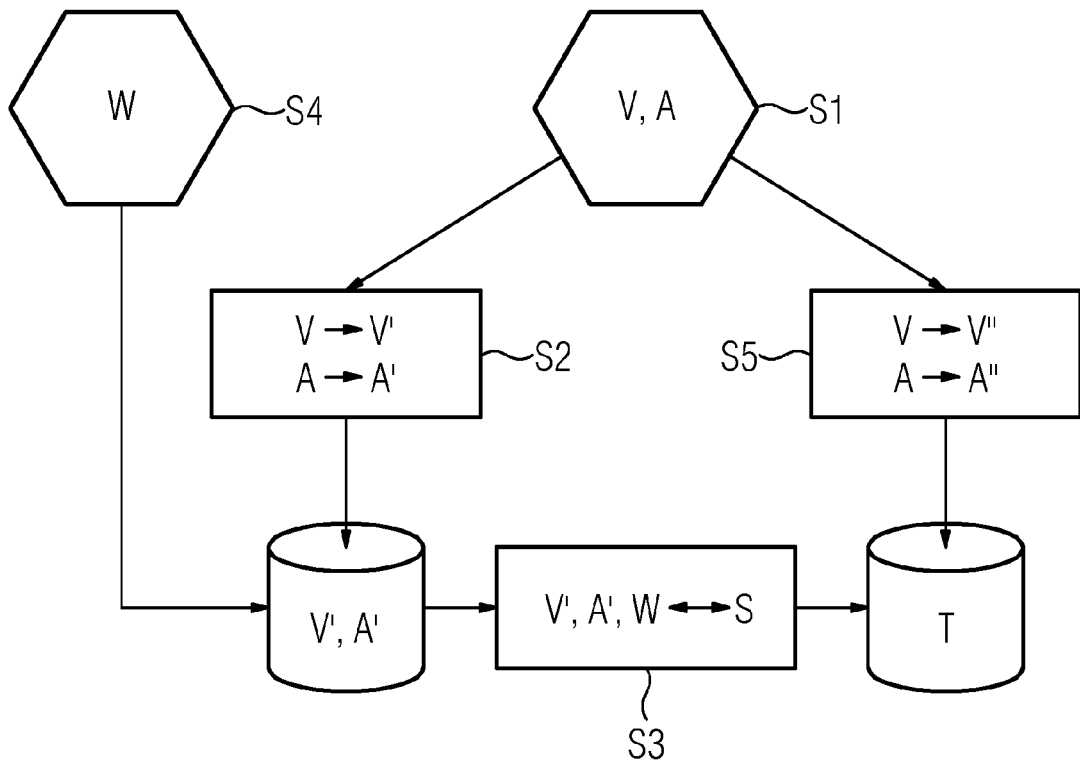 W
S4
V, A
S1
V → V'
A → A'
S2
S5
V → V"
A → A"
V', A'
V', A', W ↔ S
T
S3